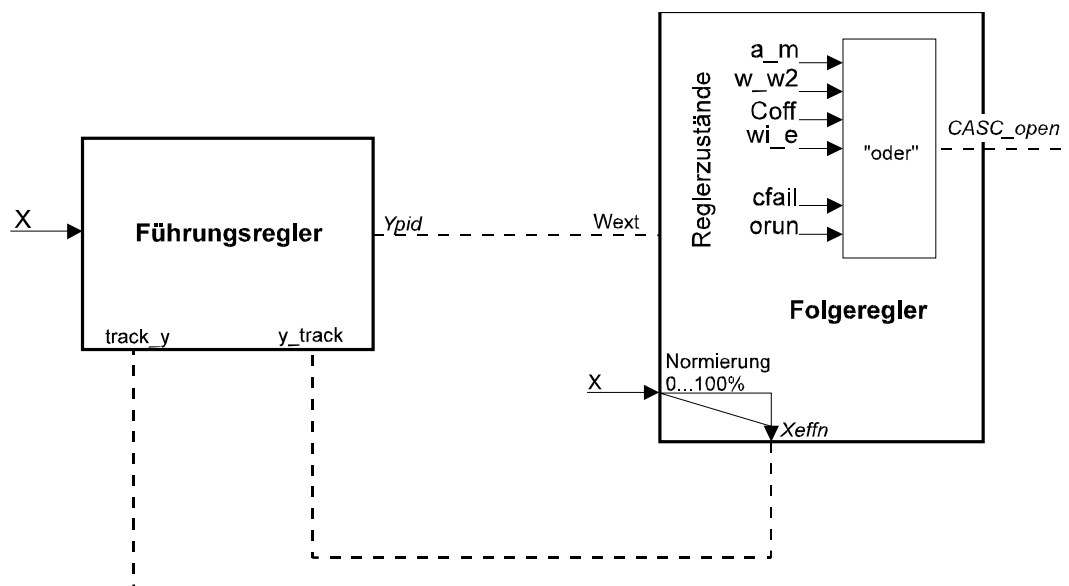 a_m
w_w2
Coff
wi_e
cfail
orun
Reglerzustände
"oder"
CASC_open
X
Führungsregler
Ypid
Wext
Folgeregler
track_y
y_track
Normierung
0...100%
X
Xeffn